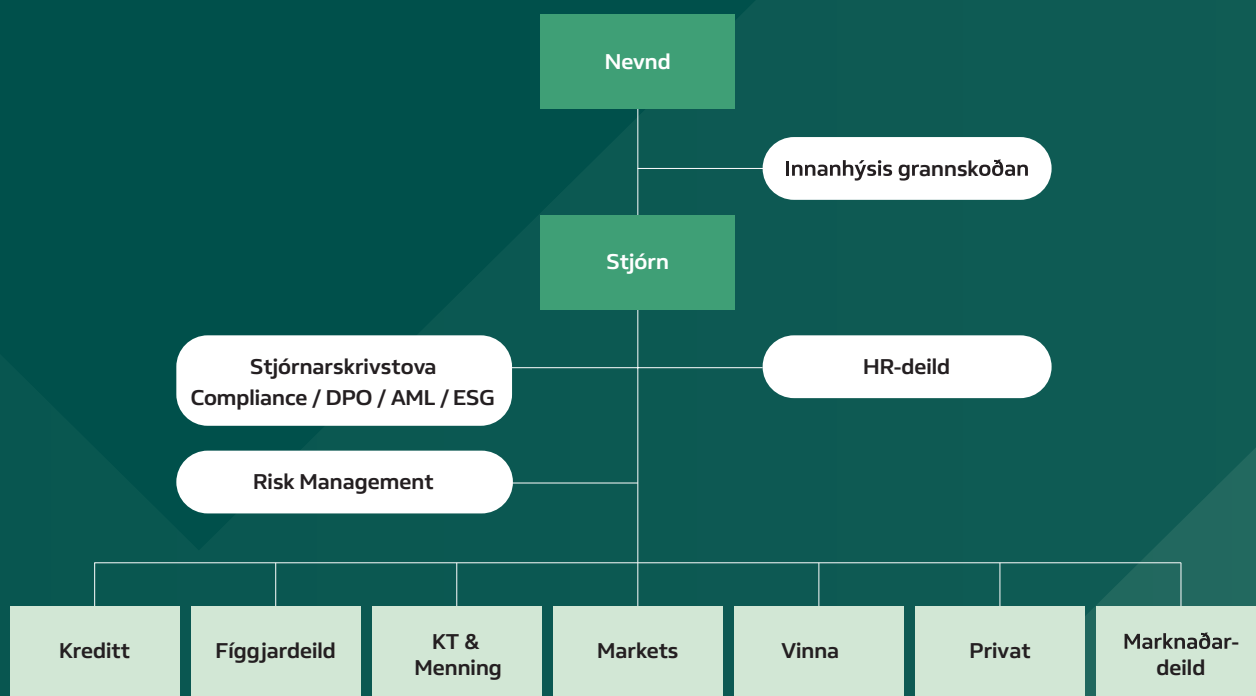 Nevnd
Innanhýsis grannskoðan
Stjórn
Stjórnarskrivstova
Compliance / DPO / AML / ESG
HR-deild
Risk Management
Kreditt
Fíggjardeild
KT &
Menning
Markets
Vinna
Privat
Marknaðar-
deild